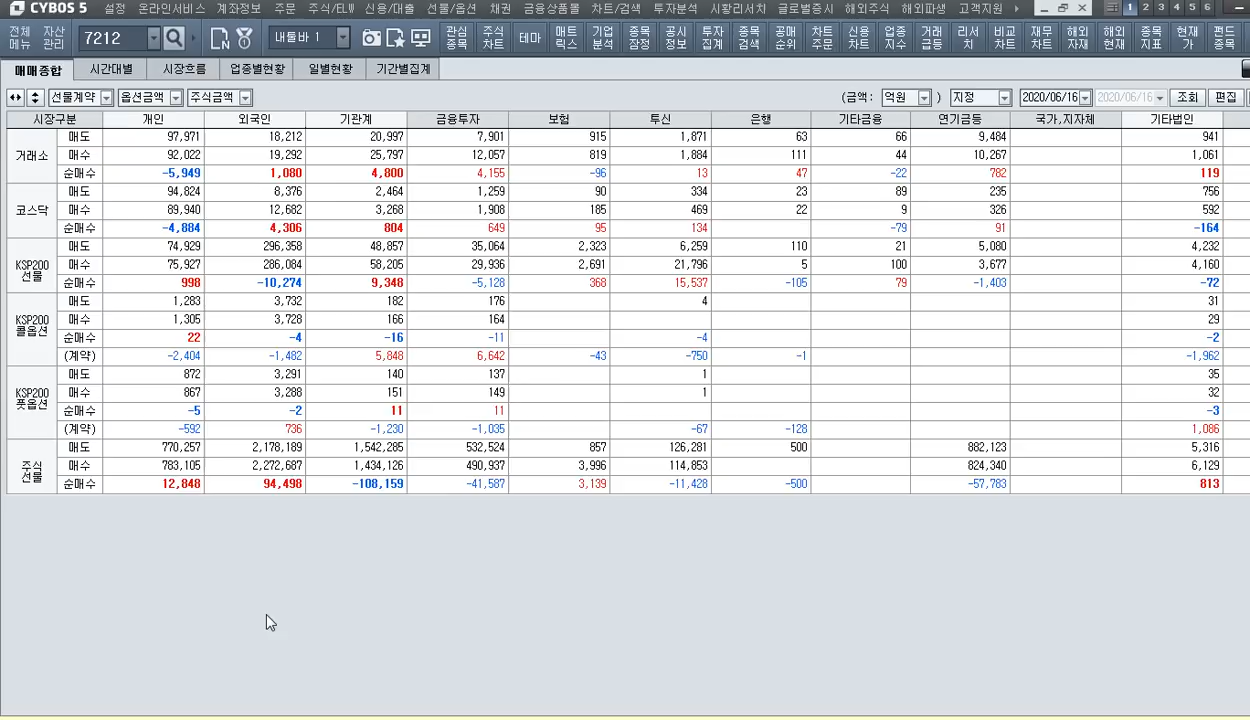 CYBOS 5 설정 온라인서비스 계좌정보 주문 주식/ELW 신용/대출 선물/옵션 채권 금융상품몰 차트/검색 투자분석 시황리서치 글로벌증시 해외주식 해외파생 고객지원 1 2 3 4 5 6
전체메뉴 자산관리 7212 내툴바 1 관심종목 주식차트 테마 매트릭스 기업분석 종목잠정 공시정보 투자집계 종목검색 공매순위 차트주문 신용차트 업종지수 거래급등 리서치 비교차트 재무차트 해외자재 해외현재 종목지표 현재가 펀드종목
매매종합 시간대별 시장흐름 업종별현황 일별현황 기간별집계
선물계약 옵션금액 주식금액 (금액: 억원 ) 지정 2020/06/16 2020/06/16 조회 편집
시장구분 개인 외국인 기관계 금융투자 보험 투신 은행 기타금융 연기금등 국가,지자체 기타법인
거래소
매도 97,971 18,212 20,997 7,901 915 1,871 63 66 9,484 941
매수 92,022 19,292 25,797 12,057 819 1,884 111 44 10,267 1,061
순매수 -5,949 1,080 4,800 4,155 -96 13 47 -22 782 119
코스닥
매도 94,824 8,376 2,464 1,259 90 334 23 89 235 756
매수 89,940 12,682 3,268 1,908 185 469 22 9 326 592
순매수 -4,884 4,306 804 649 95 134 -79 91 -164
KSP200 선물
매도 74,929 296,358 48,857 35,064 2,323 6,259 110 21 5,080 4,232
매수 75,927 286,084 58,205 29,936 2,691 21,796 5 100 3,677 4,160
순매수 998 -10,274 9,348 -5,128 368 15,537 -105 79 -1,403 -72
KSP200 콜옵션
매도 1,283 3,732 182 176 4 31
매수 1,305 3,728 166 164 29
순매수 22 -4 -16 -11 -4 -2
(계약) -2,404 -1,482 5,848 6,642 -43 -750 -1 -1,962
KSP200 풋옵션
매도 872 3,291 140 137 1 35
매수 867 3,288 151 149 1 32
순매수 -5 -2 11 11 -3
(계약) -592 736 -1,230 -1,035 -67 -128 1,086
주식 선물
매도 770,257 2,178,189 1,542,285 532,524 857 126,281 500 882,123 5,316
매수 783,105 2,272,687 1,434,126 490,937 3,996 114,853 824,340 6,129
순매수 12,848 94,498 -108,159 -41,587 3,139 -11,428 -500 -57,783 813